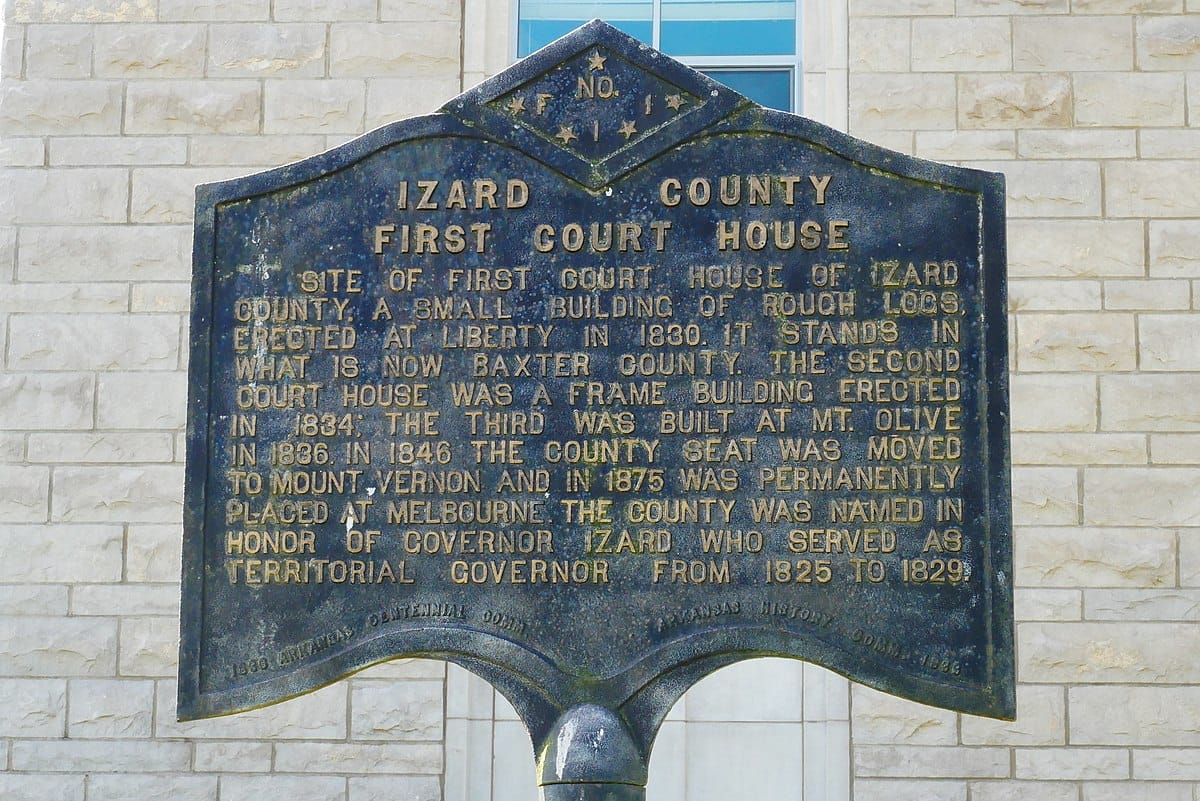 NO.
F I I
IZARD COUNTY
FIRST COURT HOUSE
SITE OF FIRST COURT HOUSE OF IZARD
COUNTY, A SMALL BUILDING OF ROUGH LOGS,
ERECTED AT LIBERTY IN 1830. IT STANDS IN
WHAT IS NOW BAXTER COUNTY. THE SECOND
COURT HOUSE WAS A FRAME BUILDING ERECTED
IN 1834; THE THIRD WAS BUILT AT MT. OLIVE
IN 1836. IN 1846 THE COUNTY SEAT WAS MOVED
TO MOUNT VERNON AND IN 1875 WAS PERMANENTLY
PLACED AT MELBOURNE. THE COUNTY WAS NAMED IN
HONOR OF GOVERNOR IZARD WHO SERVED AS
TERRITORIAL GOVERNOR FROM 1825 TO 1829.
ARKANSAS CENTENNIAL COMM. ARKANSAS HISTORY COMM.